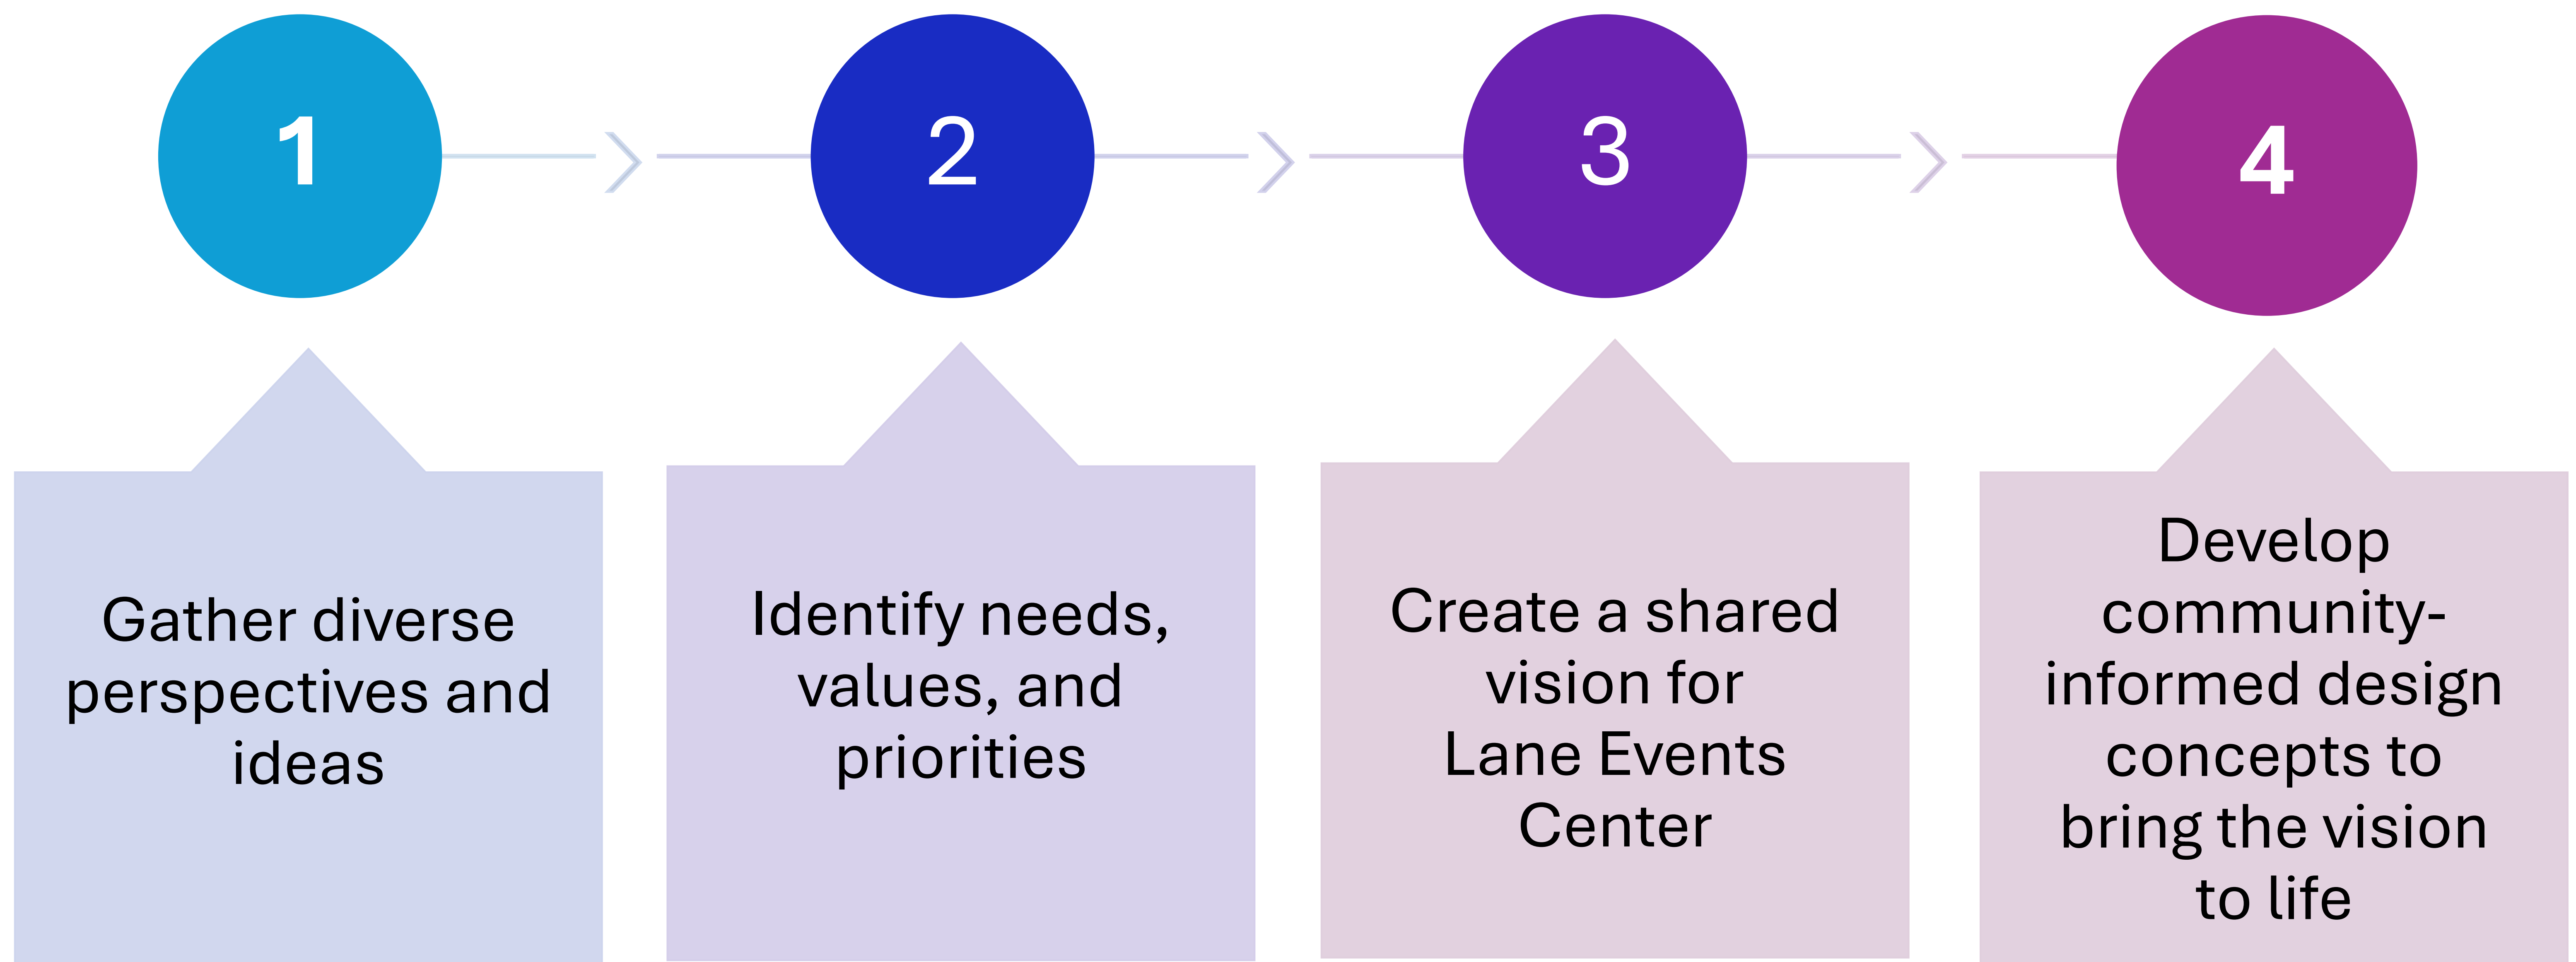 1
2
3
4
Gather diverse
perspectives and
ideas
Identify needs,
values, and
priorities
Create a shared
vision for
Lane Events
Center
Develop
community-
informed design
concepts to
bring the vision
to life